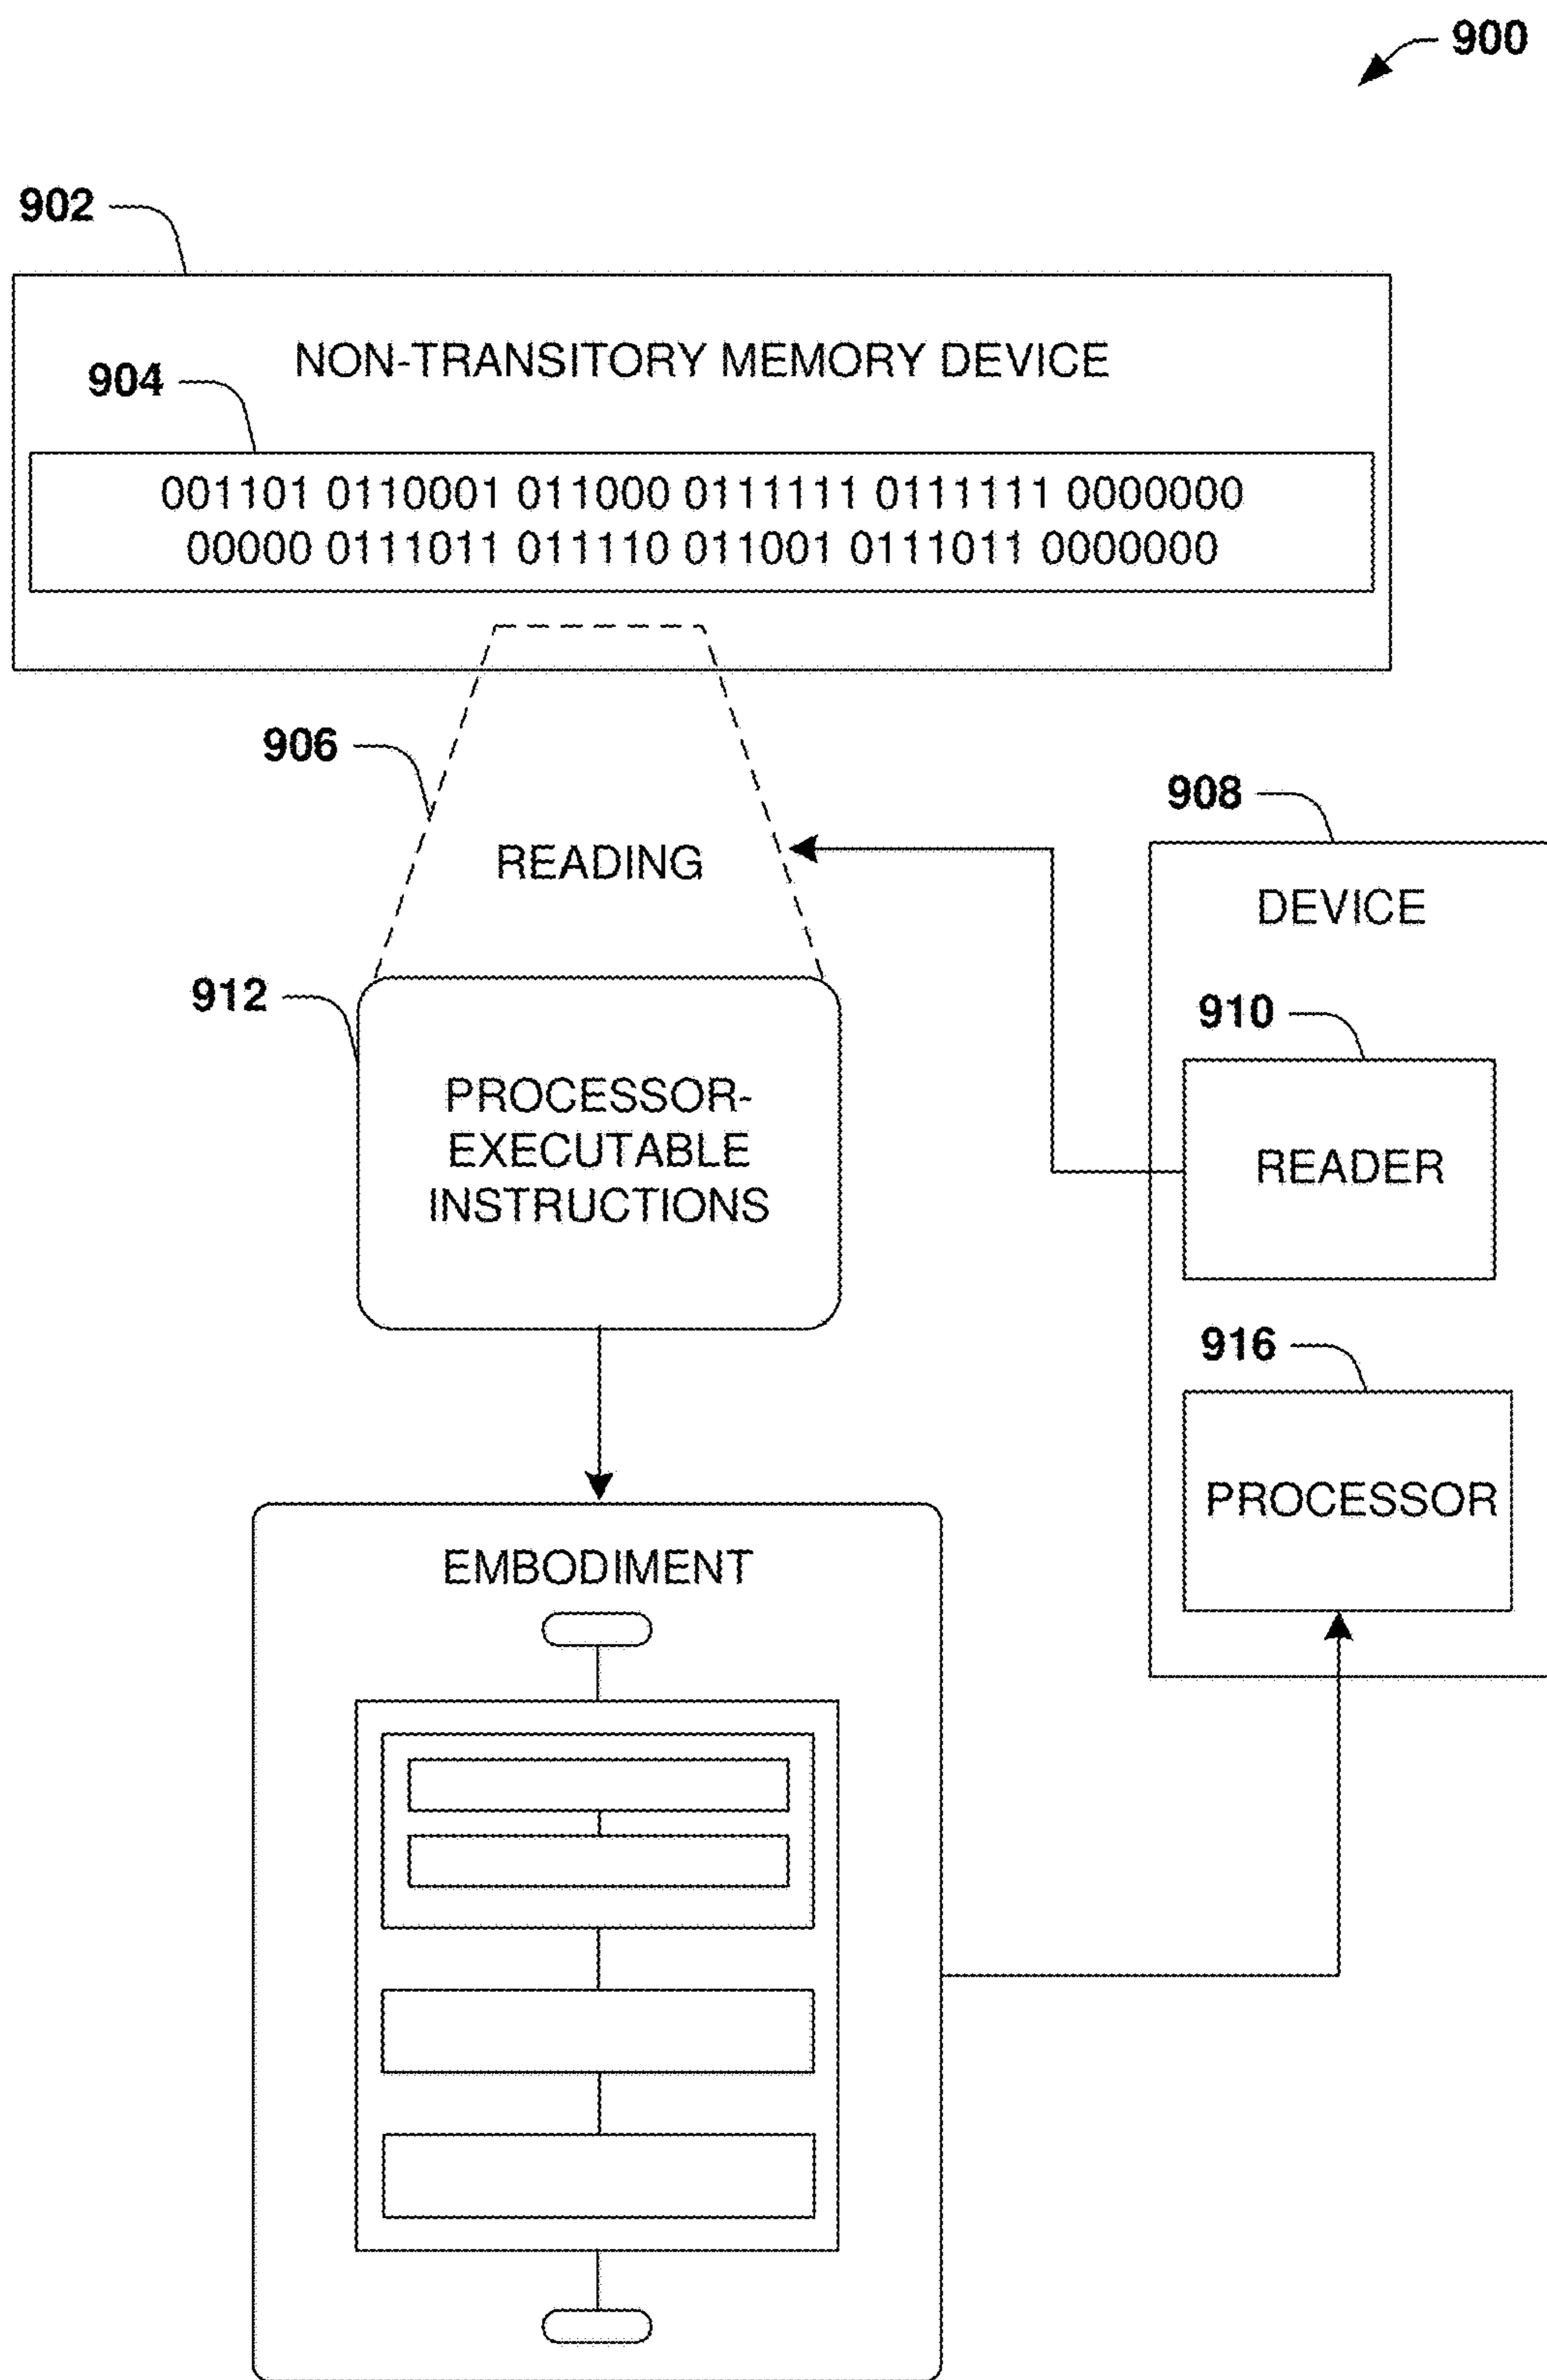 900
902
NON-TRANSITORY MEMORY DEVICE
904
001101 0110001 011000 0111111 0111111 0000000
00000 0111011 011110 011001 0111011 0000000
906
READING
908
DEVICE
912
PROCESSOR-
EXECUTABLE
INSTRUCTIONS
910
READER
916
PROCESSOR
EMBODIMENT